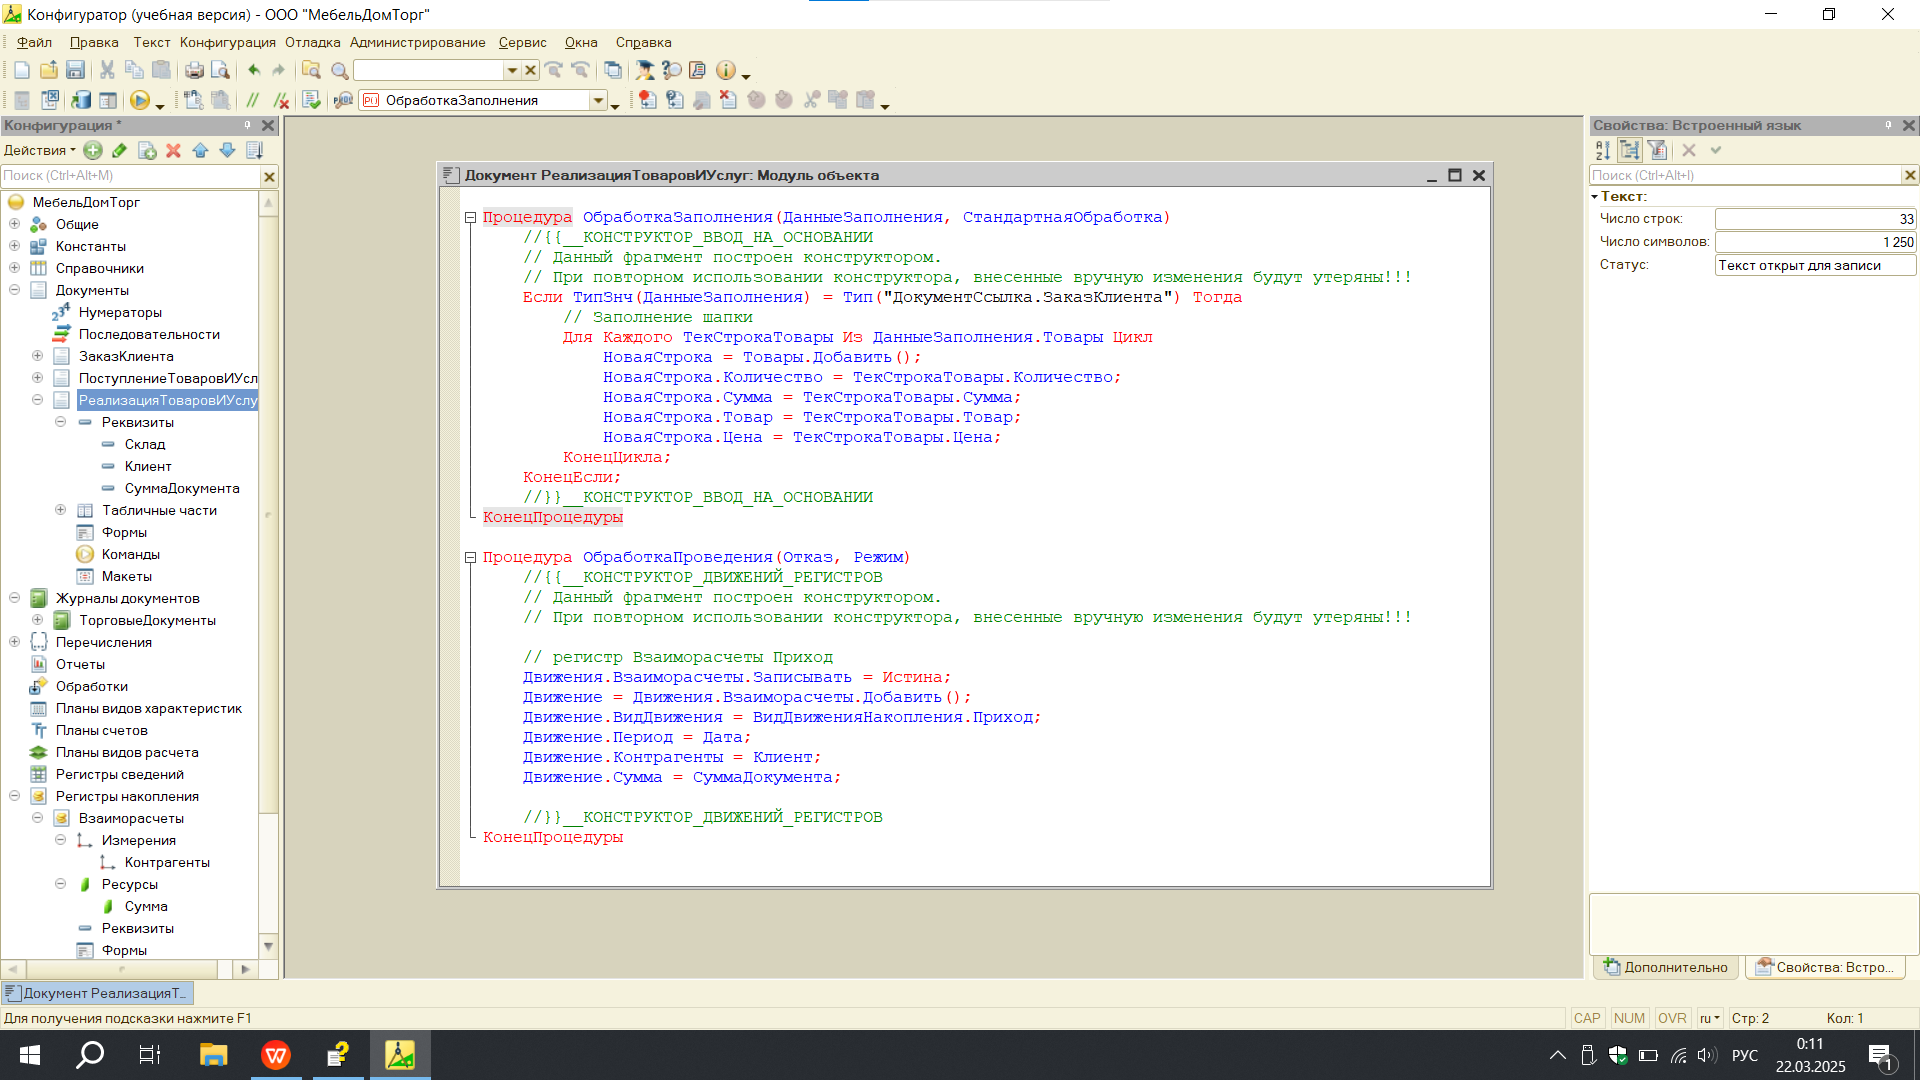 Конфигуратор (учебная версия) - ООО "МебельДомТорг"
Файл Правка Текст Конфигурация Отладка Администрирование Сервис Окна Справка
ОбработкаЗаполнения
Конфигурация *
Действия
Поиск (Ctrl+Alt+M)
МебельДомТорг
Общие
Константы
Справочники
Документы
Нумераторы
Последовательности
ЗаказКлиента
ПоступлениеТоваровИУсл
РеализацияТоваровИУслу
Реквизиты
Склад
Клиент
СуммаДокумента
Табличные части
Формы
Команды
Макеты
Журналы документов
ТорговыеДокументы
Перечисления
Отчеты
Обработки
Планы видов характеристик
Планы счетов
Планы видов расчета
Регистры сведений
Регистры накопления
Взаиморасчеты
Измерения
Контрагенты
Ресурсы
Сумма
Реквизиты
Формы
Документ РеализацияТоваровИУслуг: Модуль объекта
Процедура ОбработкаЗаполнения(ДанныеЗаполнения, СтандартнаяОбработка)
//{{__КОНСТРУКТОР_ВВОД_НА_ОСНОВАНИИ
// Данный фрагмент построен конструктором.
// При повторном использовании конструктора, внесенные вручную изменения будут утеряны!!!
Если ТипЗнч(ДанныеЗаполнения) = Тип("ДокументСсылка.ЗаказКлиента") Тогда
// Заполнение шапки
Для Каждого ТекСтрокаТовары Из ДанныеЗаполнения.Товары Цикл
НоваяСтрока = Товары.Добавить();
НоваяСтрока.Количество = ТекСтрокаТовары.Количество;
НоваяСтрока.Сумма = ТекСтрокаТовары.Сумма;
НоваяСтрока.Товар = ТекСтрокаТовары.Товар;
НоваяСтрока.Цена = ТекСтрокаТовары.Цена;
КонецЦикла;
КонецЕсли;
//}}__КОНСТРУКТОР_ВВОД_НА_ОСНОВАНИИ
КонецПроцедуры
Процедура ОбработкаПроведения(Отказ, Режим)
//{{__КОНСТРУКТОР_ДВИЖЕНИЙ_РЕГИСТРОВ
// Данный фрагмент построен конструктором.
// При повторном использовании конструктора, внесенные вручную изменения будут утеряны!!!
// регистр Взаиморасчеты Приход
Движения.Взаиморасчеты.Записывать = Истина;
Движение = Движения.Взаиморасчеты.Добавить();
Движение.ВидДвижения = ВидДвиженияНакопления.Приход;
Движение.Период = Дата;
Движение.Контрагенты = Клиент;
Движение.Сумма = СуммаДокумента;
//}}__КОНСТРУКТОР_ДВИЖЕНИЙ_РЕГИСТРОВ
КонецПроцедуры
Свойства: Встроенный язык
Поиск (Ctrl+Alt+I)
Текст:
Число строк: 33
Число символов: 1 250
Статус: Текст открыт для записи
Дополнительно
Свойства: Встро...
Документ РеализацияТ...
Для получения подсказки нажмите F1
CAP NUM OVR ru Стр: 2 Кол: 1
РУС
0:11
22.03.2025
1